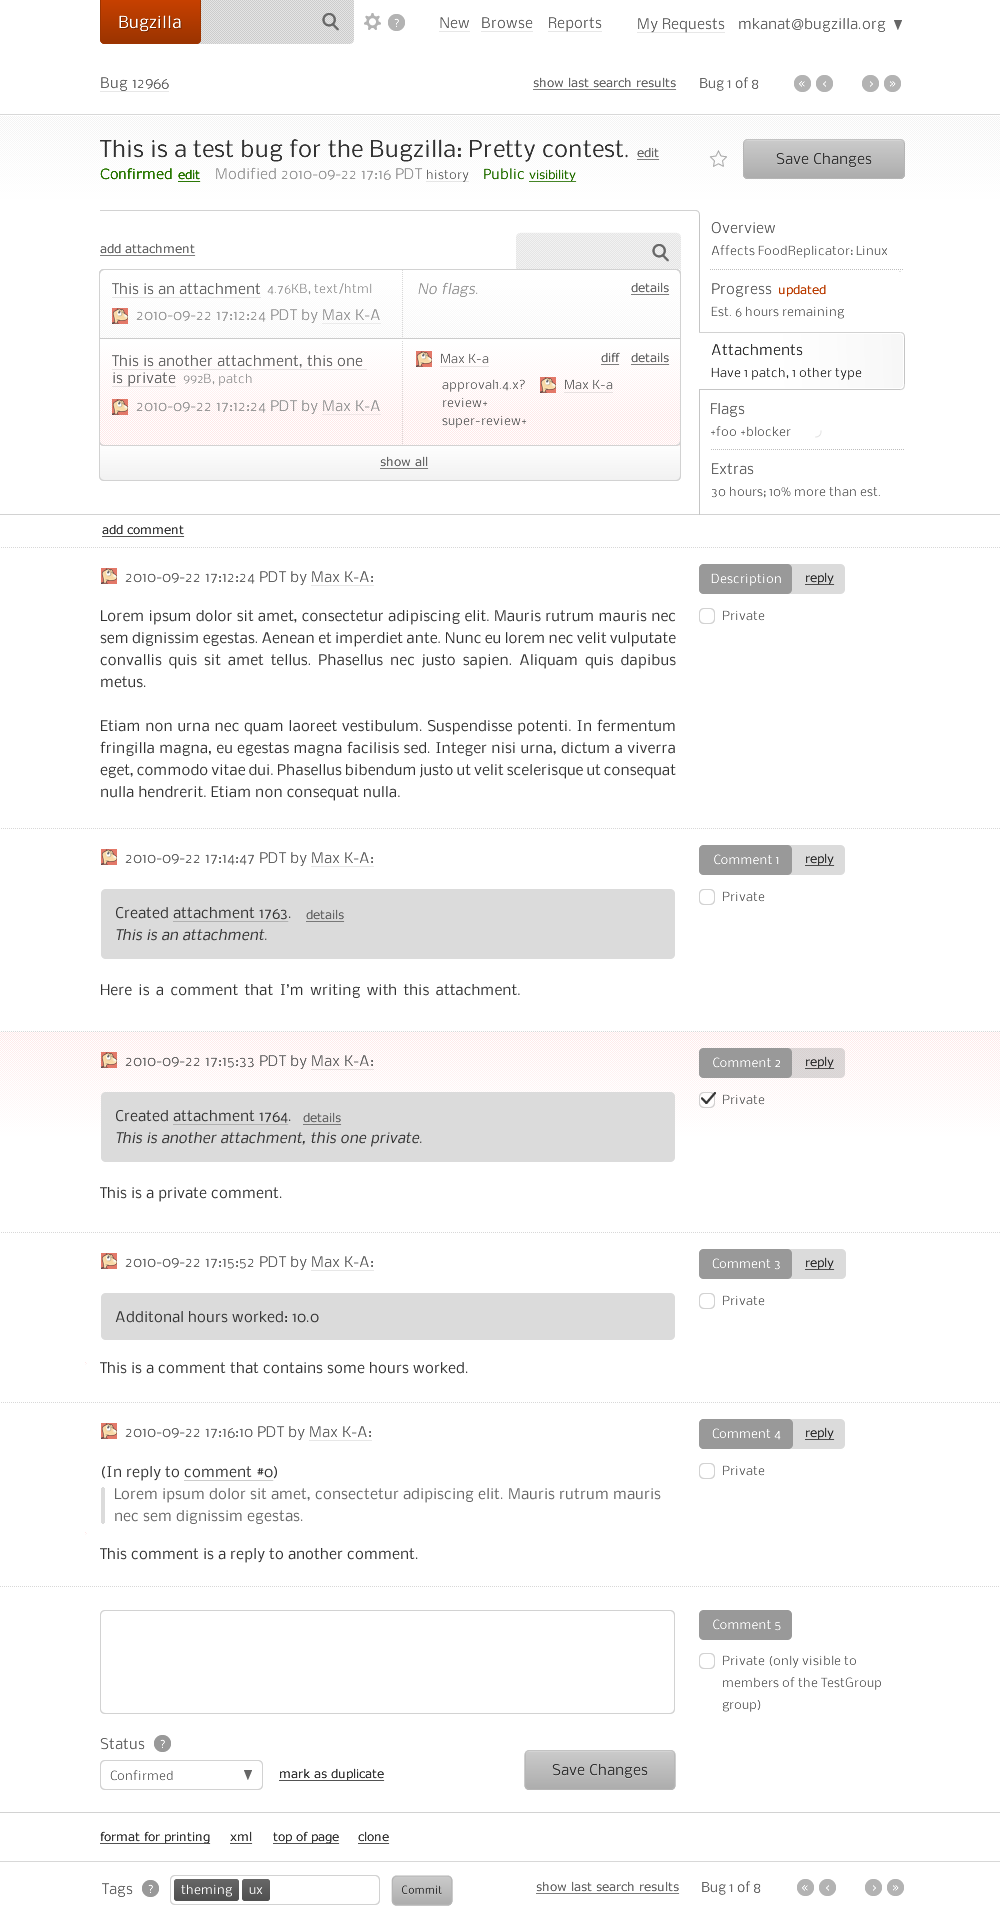 Bugzilla
?
New Browse Reports
My Requests mkanat@bugzilla.org ▼
Bug 12966
show last search results Bug 1 of 8 « ‹ › »
This is a test bug for the Bugzilla: Pretty contest. edit
Confirmed edit Modified 2010-09-22 17:16 PDT history Public visibility
Save Changes
add attachment
This is an attachment 4.76KB, text/html
2010-09-22 17:12:24 PDT by Max K-A
No flags. details
This is another attachment, this one
is private 992B, patch
2010-09-22 17:12:24 PDT by Max K-A
Max K-a diff details
approval1.4.x? Max K-a
review+
super-review+
show all
Overview
Affects FoodReplicator: Linux
Progress updated
Est. 6 hours remaining
Attachments
Have 1 patch, 1 other type
Flags
+foo +blocker
Extras
30 hours; 10% more than est.
add comment
2010-09-22 17:12:24 PDT by Max K-A:
Description reply
Private
Lorem ipsum dolor sit amet, consectetur adipiscing elit. Mauris rutrum mauris nec
sem dignissim egestas. Aenean et imperdiet ante. Nunc eu lorem nec velit vulputate
convallis quis sit amet tellus. Phasellus nec justo sapien. Aliquam quis dapibus
metus.
Etiam non urna nec quam laoreet vestibulum. Suspendisse potenti. In fermentum
fringilla magna, eu egestas magna facilisis sed. Integer nisi urna, dictum a viverra
eget, commodo vitae dui. Phasellus bibendum justo ut velit scelerisque ut consequat
nulla hendrerit. Etiam non consequat nulla.
2010-09-22 17:14:47 PDT by Max K-A:
Comment 1 reply
Private
Created attachment 1763. details
This is an attachment.
Here is a comment that I'm writing with this attachment.
2010-09-22 17:15:33 PDT by Max K-A:
Comment 2 reply
Private
Created attachment 1764. details
This is another attachment, this one private.
This is a private comment.
2010-09-22 17:15:52 PDT by Max K-A:
Comment 3 reply
Private
Additonal hours worked: 10.0
This is a comment that contains some hours worked.
2010-09-22 17:16:10 PDT by Max K-A:
Comment 4 reply
Private
(In reply to comment #0)
Lorem ipsum dolor sit amet, consectetur adipiscing elit. Mauris rutrum mauris
nec sem dignissim egestas.
This comment is a reply to another comment.
Comment 5
Private (only visible to
members of the TestGroup
group)
Status ?
Confirmed ▼ mark as duplicate
Save Changes
format for printing xml top of page clone
Tags ? theming ux Commit
show last search results Bug 1 of 8 « ‹ › »